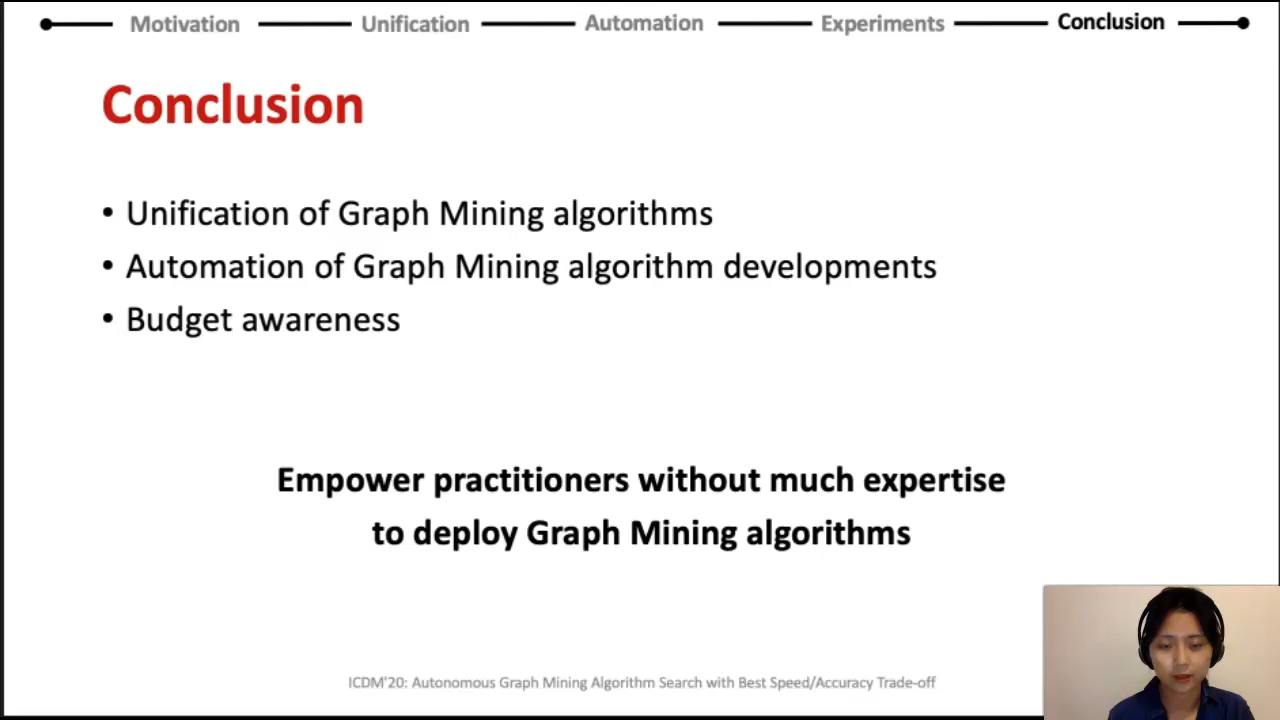 Motivation Unification Automation Experiments Conclusion
Conclusion
• Unification of Graph Mining algorithms
• Automation of Graph Mining algorithm developments
• Budget awareness
Empower practitioners without much expertise
to deploy Graph Mining algorithms
ICDM'20: Autonomous Graph Mining Algorithm Search with Best Speed/Accuracy Trade-off